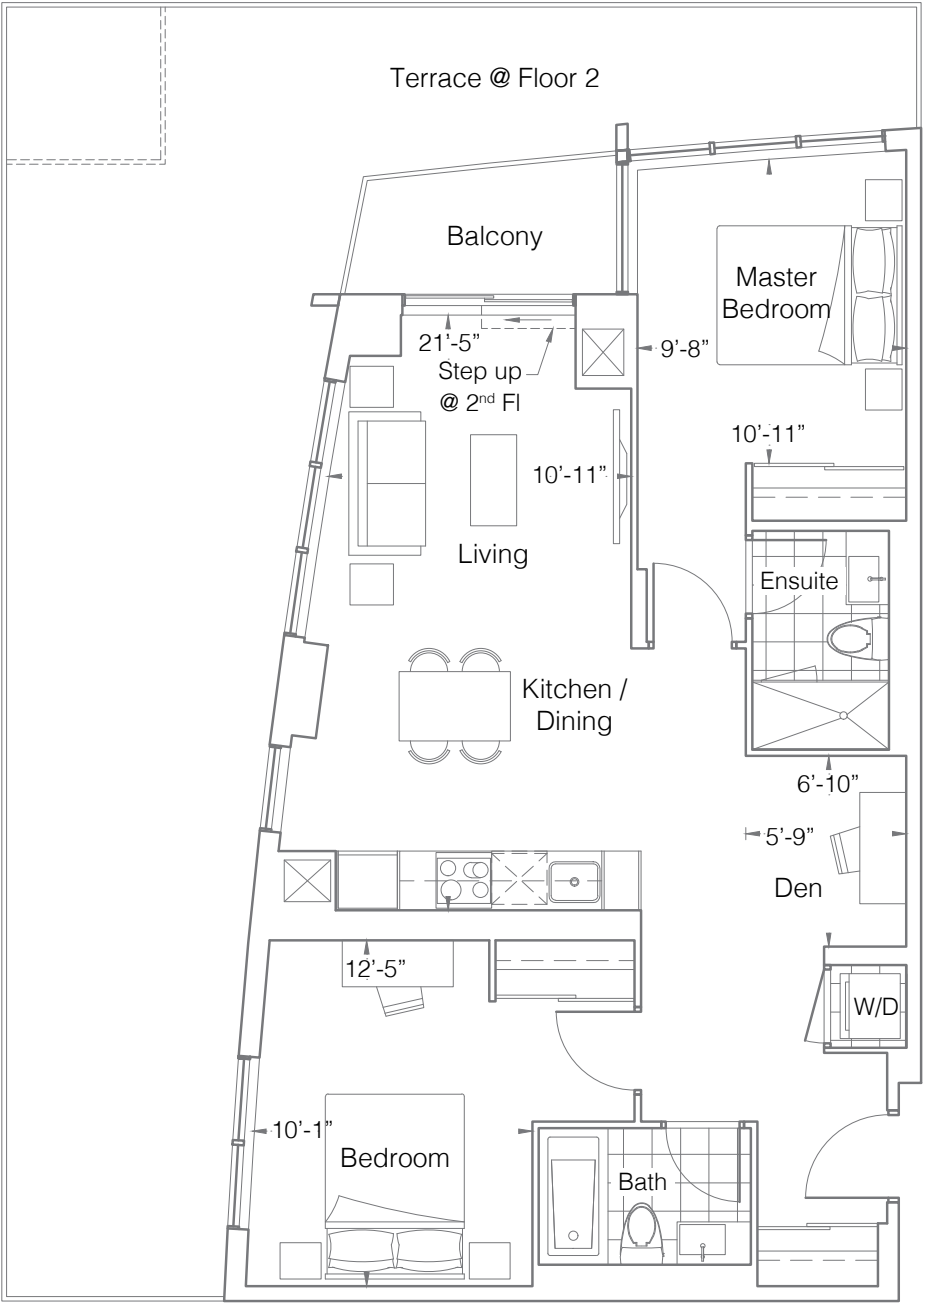 Terrace @ Floor 2
Balcony
Master
Bedroom
21’-5”
9’-8”
Step up
@ 2nd Fl
10’-11”
10’-11”
Living
Ensuite
Kitchen /
Dining
6’-10”
5’-9”
Den
12’-5”
W/D
10’-1”
Bedroom
Bath